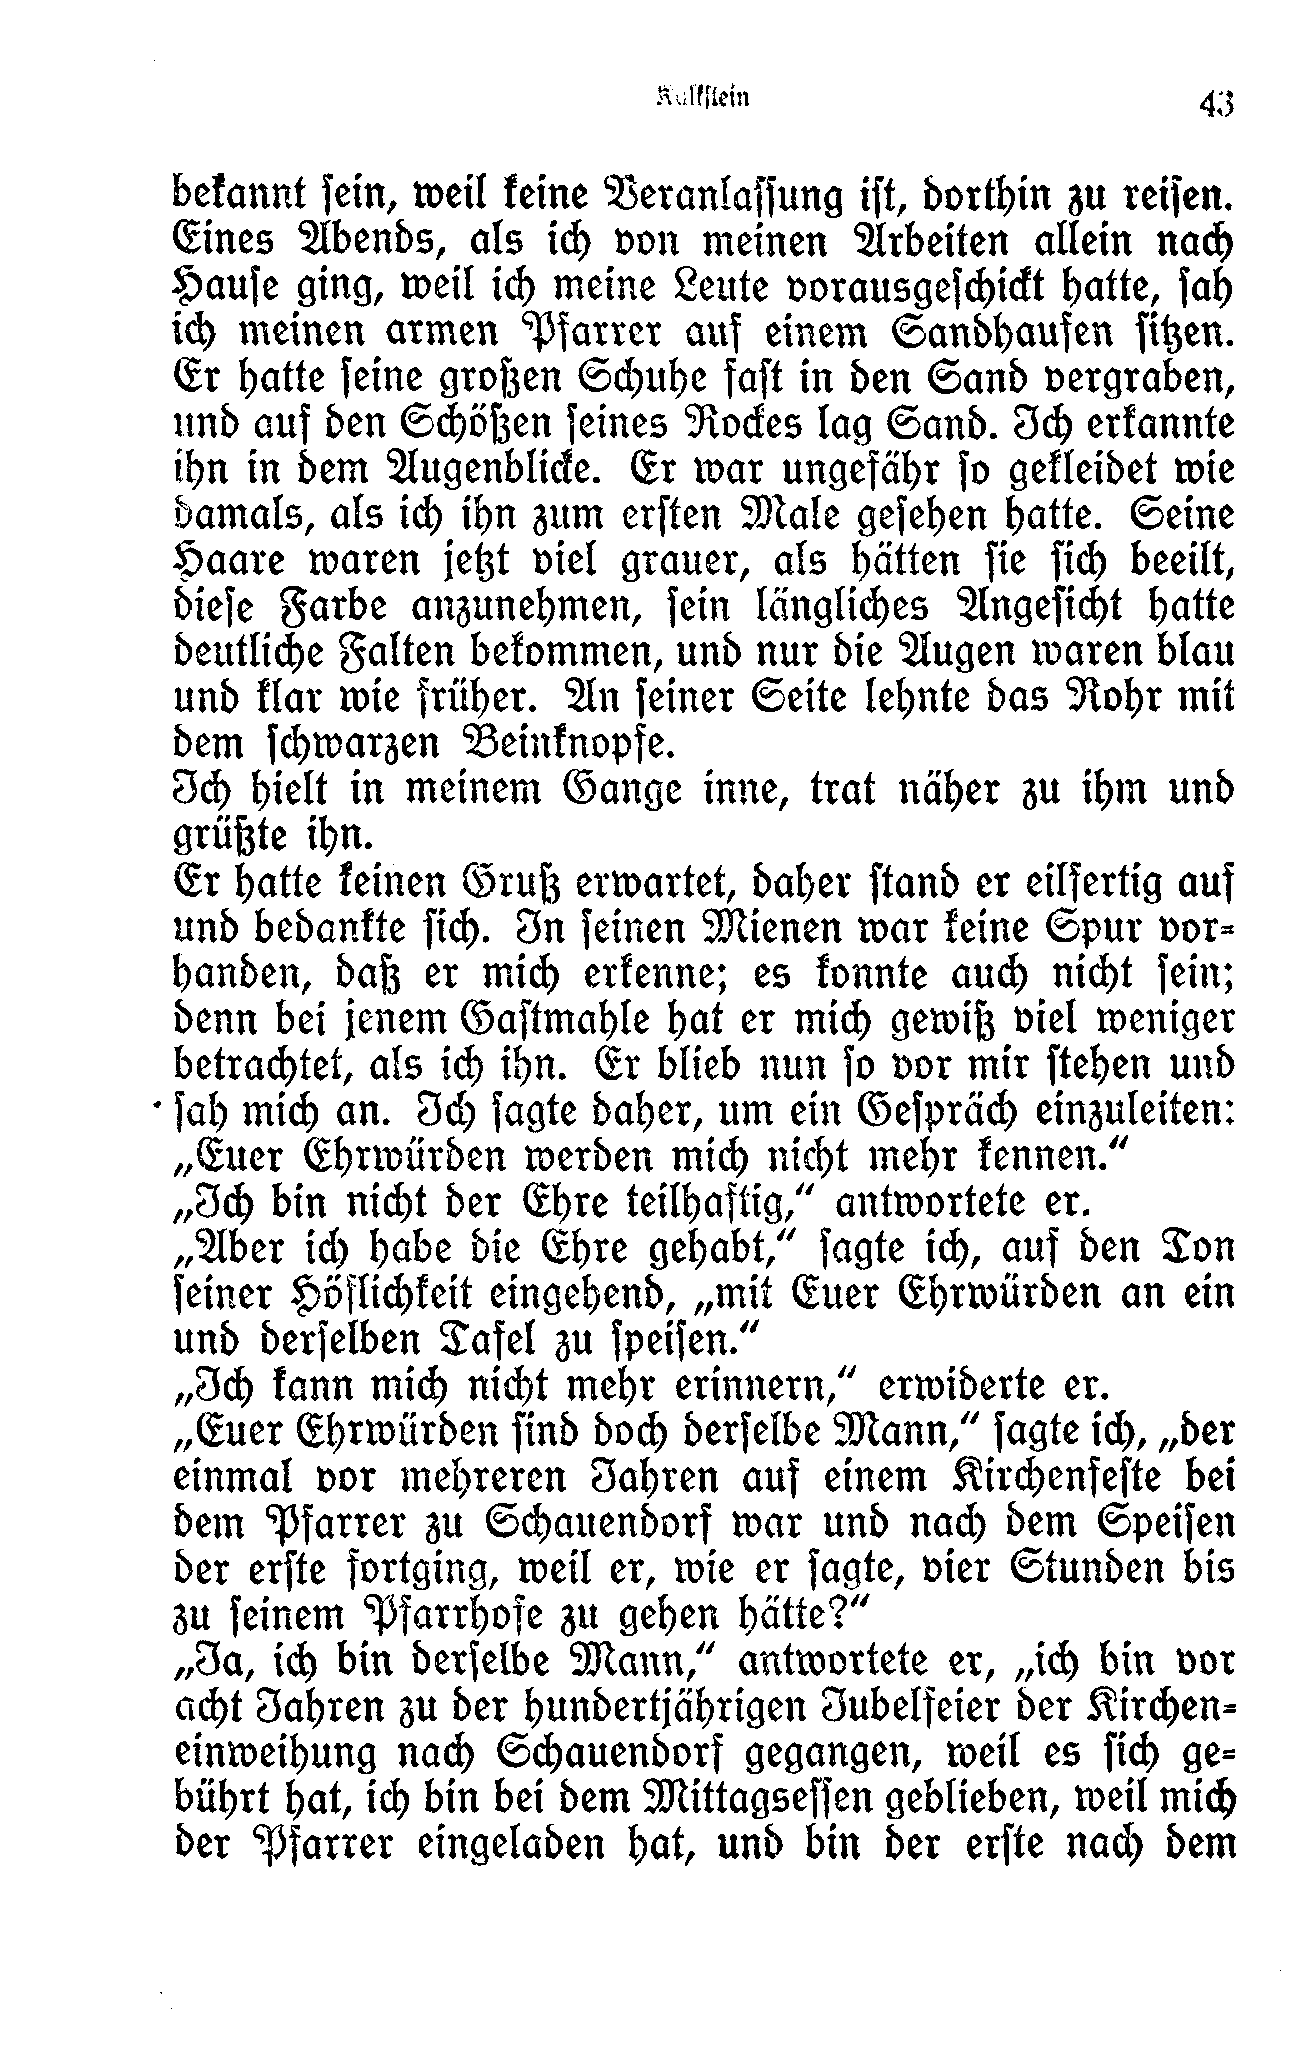 Kalkstein 43
bekannt sein, weil keine Veranlassung ist, dorthin zu reisen.
Eines Abends, als ich von meinen Arbeiten allein nach
Hause ging, weil ich meine Leute vorausgeschickt hatte, sah
ich meinen armen Pfarrer auf einem Sandhaufen sitzen.
Er hatte seine großen Schuhe fast in den Sand vergraben,
und auf den Schößen seines Rockes lag Sand. Ich erkannte
ihn in dem Augenblicke. Er war ungefähr so gekleidet wie
damals, als ich ihn zum ersten Male gesehen hatte. Seine
Haare waren jetzt viel grauer, als hätten sie sich beeilt,
diese Farbe anzunehmen, sein längliches Angesicht hatte
deutliche Falten bekommen, und nur die Augen waren blau
und klar wie früher. An seiner Seite lehnte das Rohr mit
dem schwarzen Beinknopfe.
Ich hielt in meinem Gange inne, trat näher zu ihm und
grüßte ihn.
Er hatte keinen Gruß erwartet, daher stand er eilfertig auf
und bedankte sich. In seinen Mienen war keine Spur vor-
handen, daß er mich erkenne; es konnte auch nicht sein;
denn bei jenem Gastmahle hat er mich gewiß viel weniger
betrachtet, als ich ihn. Er blieb nun so vor mir stehen und
sah mich an. Ich sagte daher, um ein Gespräch einzuleiten:
„Euer Ehrwürden werden mich nicht mehr kennen.“
„Ich bin nicht der Ehre teilhaftig,“ antwortete er.
„Aber ich habe die Ehre gehabt,“ sagte ich, auf den Ton
seiner Höflichkeit eingehend, „mit Euer Ehrwürden an ein
und derselben Tafel zu speisen.“
„Ich kann mich nicht mehr erinnern,“ erwiderte er.
„Euer Ehrwürden sind doch derselbe Mann,“ sagte ich, „der
einmal vor mehreren Jahren auf einem Kirchenfeste bei
dem Pfarrer zu Schauendorf war und nach dem Speisen
der erste fortging, weil er, wie er sagte, vier Stunden bis
zu seinem Pfarrhofe zu gehen hätte?“
„Ja, ich bin derselbe Mann,“ antwortete er, „ich bin vor
acht Jahren zu der hundertjährigen Jubelfeier der Kirchen-
einweihung nach Schauendorf gegangen, weil es sich ge-
bührt hat, ich bin bei dem Mittagsessen geblieben, weil mich
der Pfarrer eingeladen hat, und bin der erste nach dem